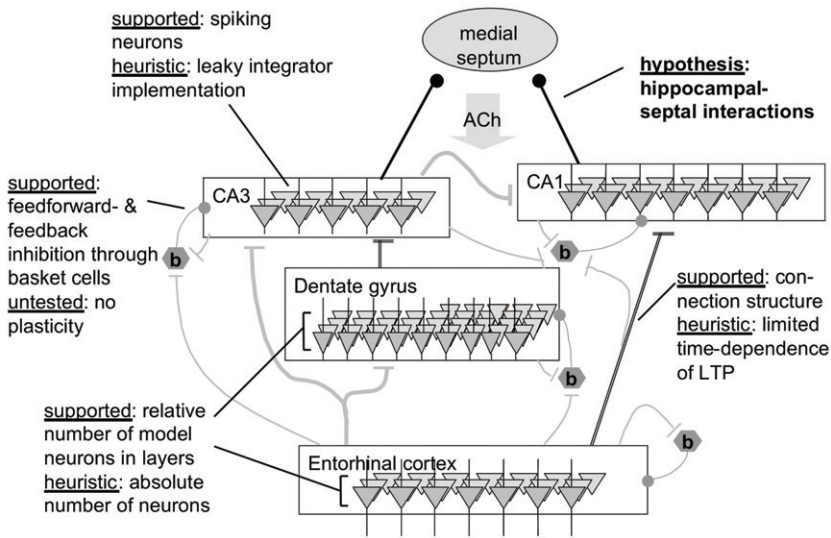 supported: spiking
neurons
heuristic: leaky integrator
implementation
medial
septum
hypothesis:
hippocampal-
septal interactions
ACh
supported:
feedforward- &
feedback
inhibition through
basket cells
untested: no
plasticity
CA3
CA1
b
b
Dentate gyrus
supported: con-
nection structure
heuristic: limited
time-dependence
of LTP
b
supported: relative
number of model
neurons in layers
heuristic: absolute
number of neurons
Entorhinal cortex
b